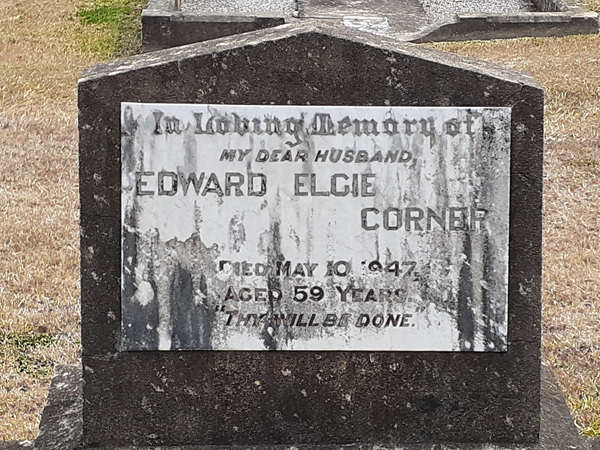 In Loving Memory of
MY DEAR HUSBAND,
EDWARD ELGIE
CORNER
DIED MAY 10, 1947,
AGED 59 YEARS.
"THY WILL BE DONE."